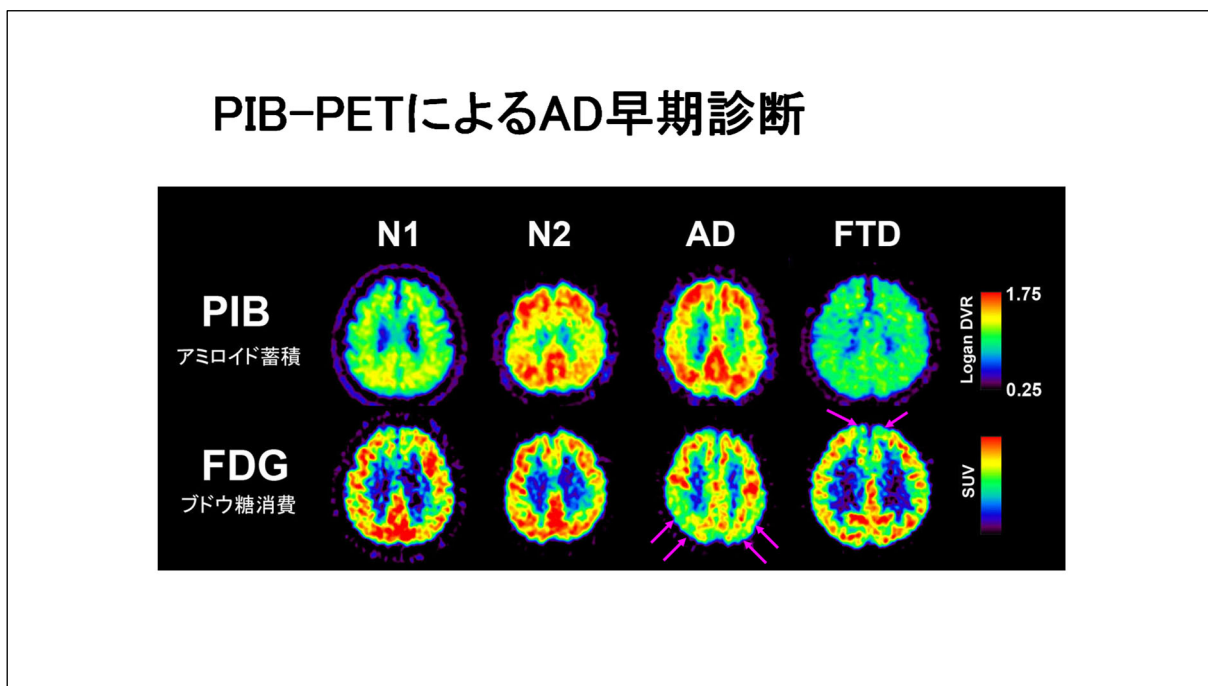 PIB-PETによるAD早期診断
N1 N2 AD FTD
PIB
アミロイド蓄積
1.75
Logan DVR
0.25
FDG
ブドウ糖消費
SUV